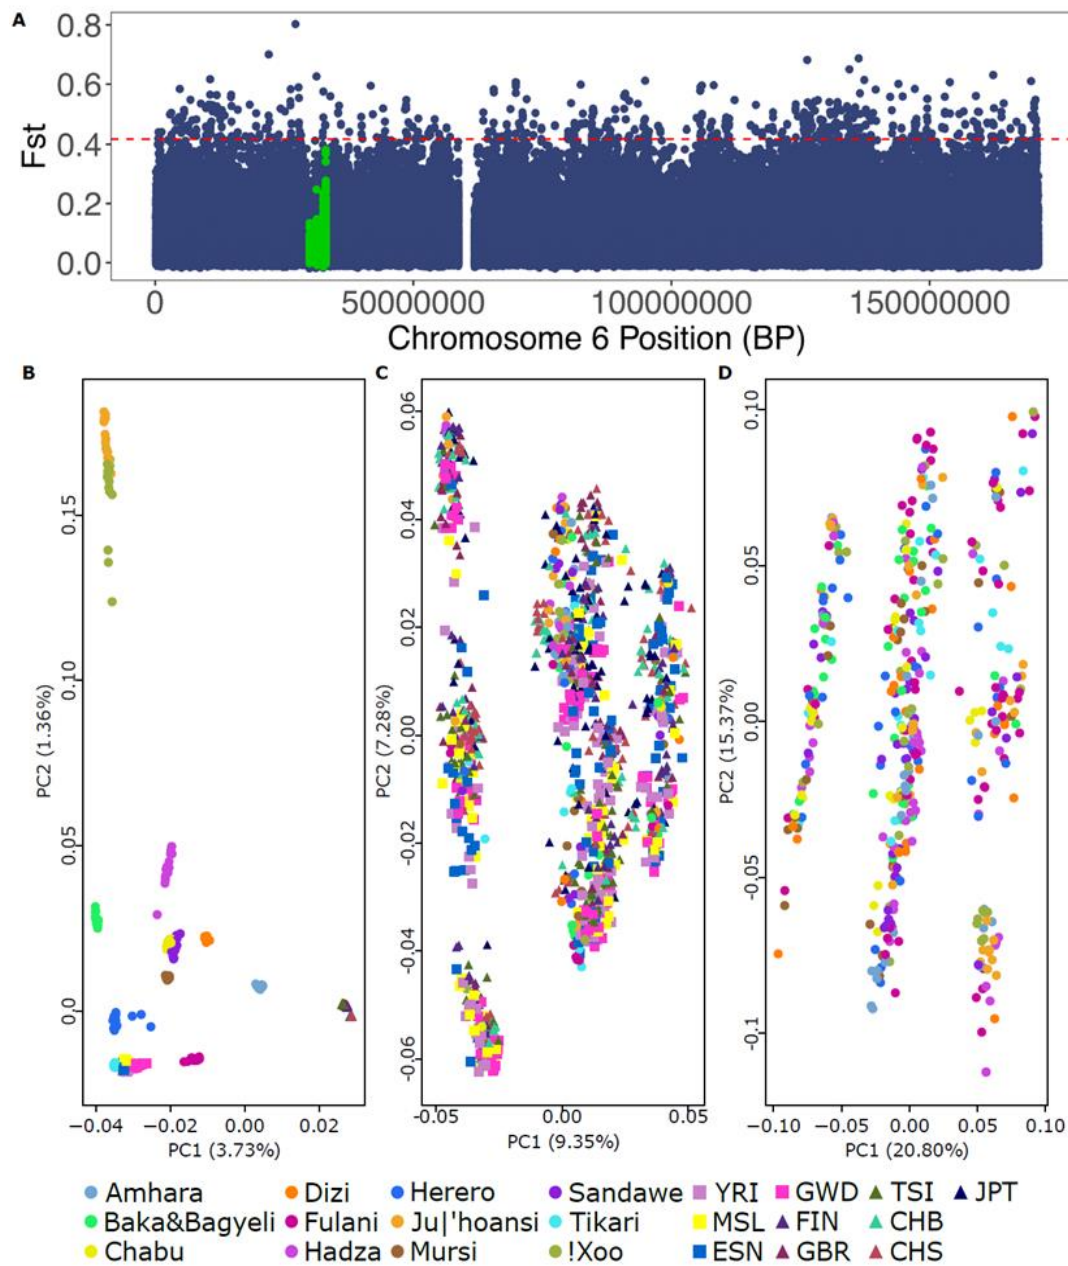 A
0.8
0.6
0.4
0.2
0.0
Fst
0 50000000 100000000 150000000
Chromosome 6 Position (BP)
B
0.15
0.10
0.05
0.0
PC2 (1.36%)
−0.04 −0.02 0.00 0.02
PC1 (3.73%)
C
0.06
0.04
0.02
0.00
-0.02
-0.04
-0.06
PC2 (7.28%)
-0.05 0.00 0.05
PC1 (9.35%)
D
0.10
0.05
0.00
-0.05
-0.1
PC2 (15.37%)
−0.10 −0.05 0.00 0.05 0.10
PC1 (20.80%)
Amhara Dizi Herero Sandawe YRI GWD TSI JPT
Baka&Bagyeli Fulani Ju|'hoansi Tikari MSL FIN CHB
Chabu Hadza Mursi !Xoo ESN GBR CHS